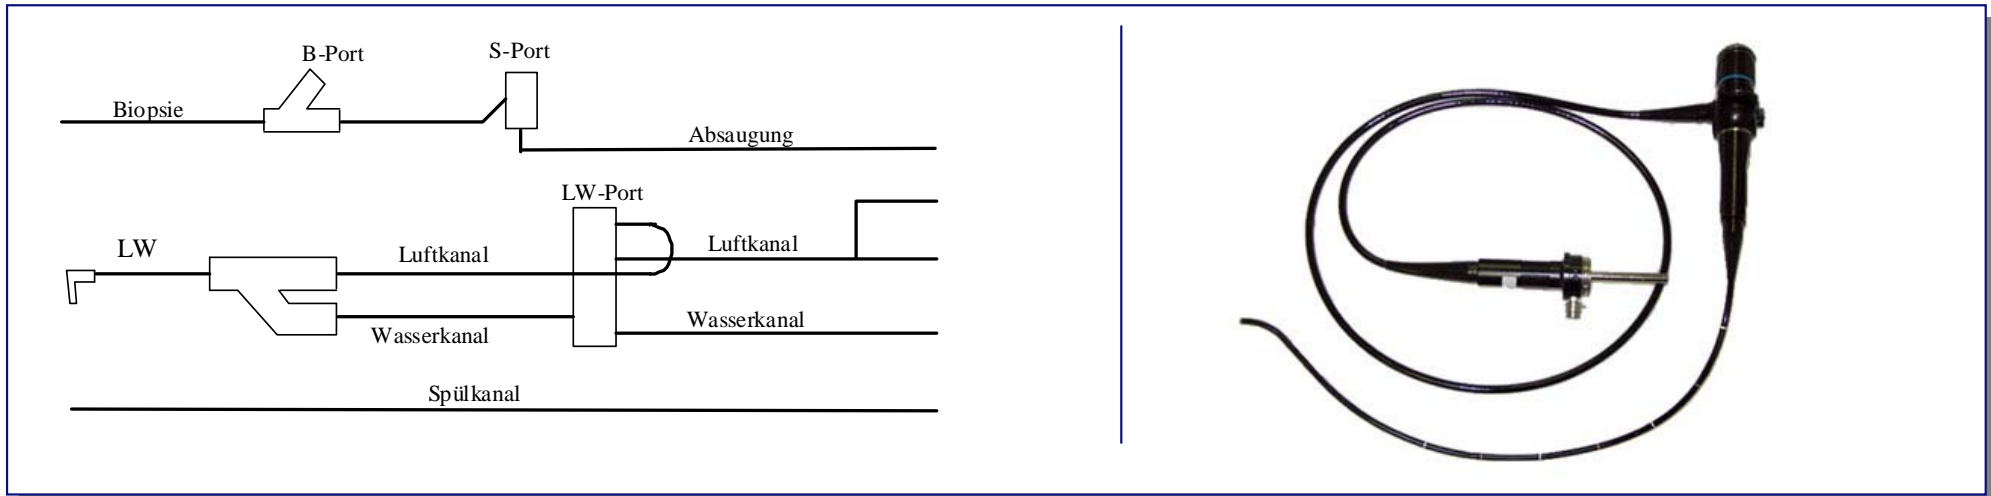 B-Port
S-Port
Biopsie
Absaugung
LW-Port
LW
Luftkanal
Luftkanal
Wasserkanal
Wasserkanal
Spülkanal